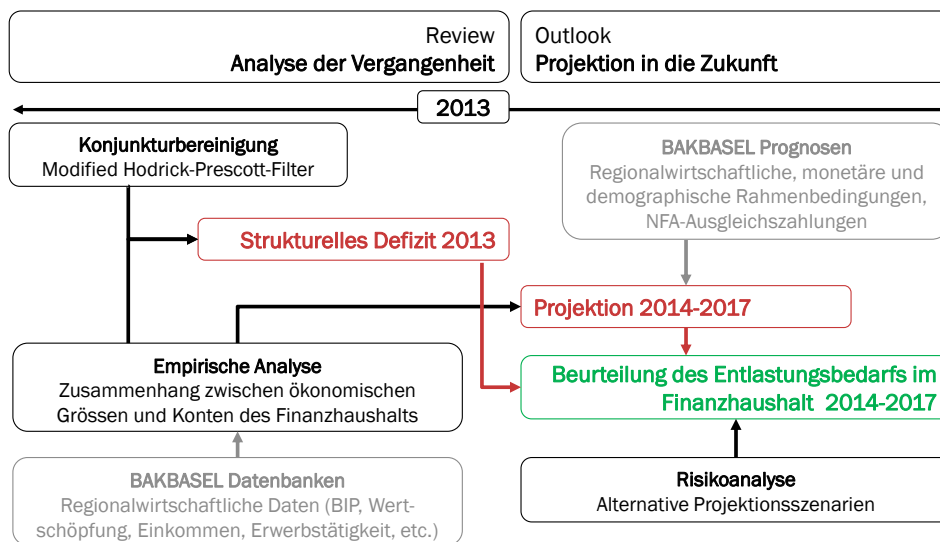 Review
Analyse der Vergangenheit
Outlook
Projektion in die Zukunft
2013
Konjunkturbereinigung
Modified Hodrick-Prescott-Filter
BAKBASEL Prognosen
Regionalwirtschaftliche, monetäre und
demographische Rahmenbedingungen,
NFA-Ausgleichszahlungen
Strukturelles Defizit 2013
Projektion 2014-2017
Empirische Analyse
Zusammenhang zwischen ökonomischen
Grössen und Konten des Finanzhaushalts
Beurteilung des Entlastungsbedarfs im
Finanzhaushalt 2014-2017
BAKBASEL Datenbanken
Regionalwirtschaftliche Daten (BIP, Wert-
schöpfung, Einkommen, Erwerbstätigkeit, etc.)
Risikoanalyse
Alternative Projektionsszenarien